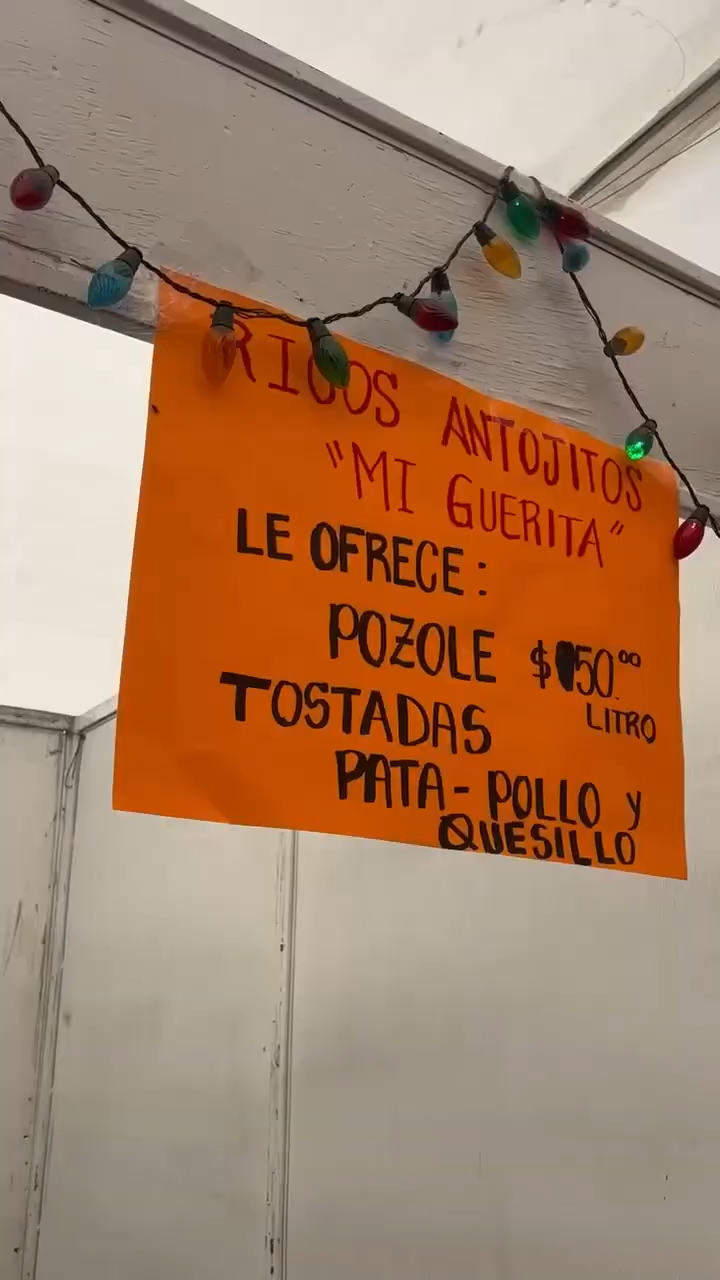 RICOS ANTOJITOS
"MI GUERITA"
LE OFRECE:
POZOLE $50.00
LITRO
TOSTADAS
PATA - POLLO y
QUESILLO